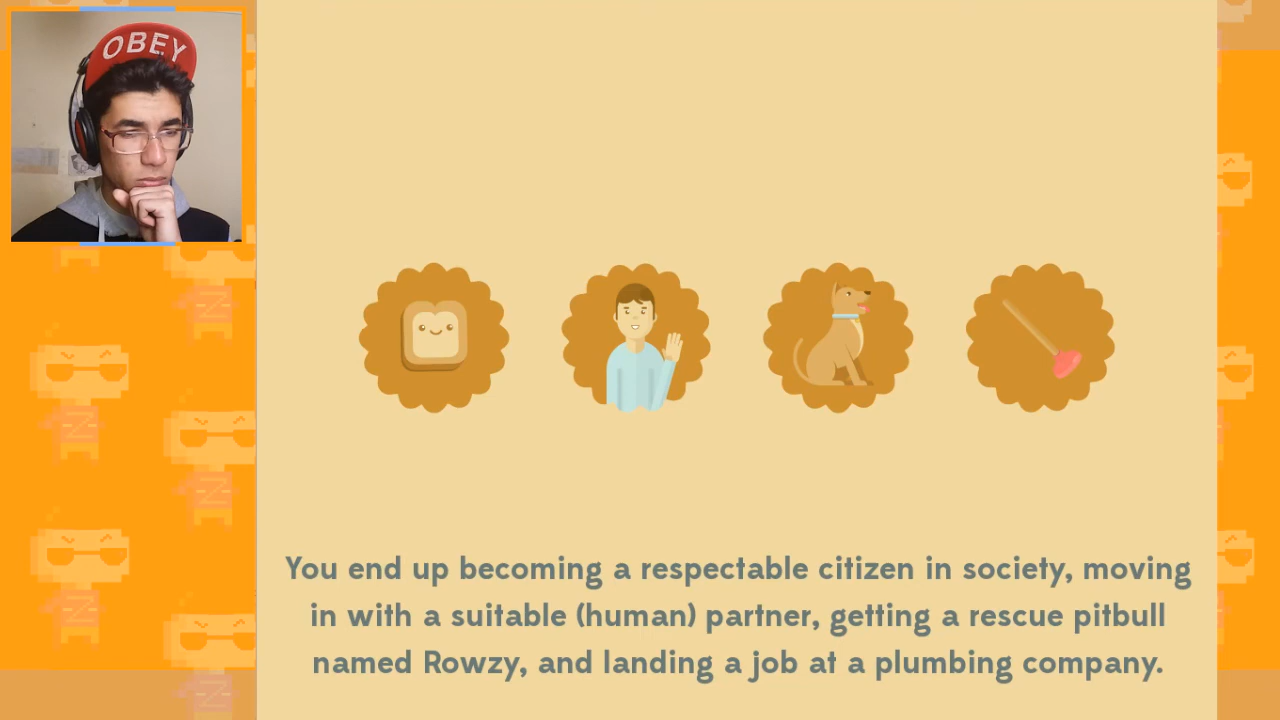 OBEY
You end up becoming a respectable citizen in society, moving
in with a suitable (human) partner, getting a rescue pitbull
named Rowzy, and landing a job at a plumbing company.